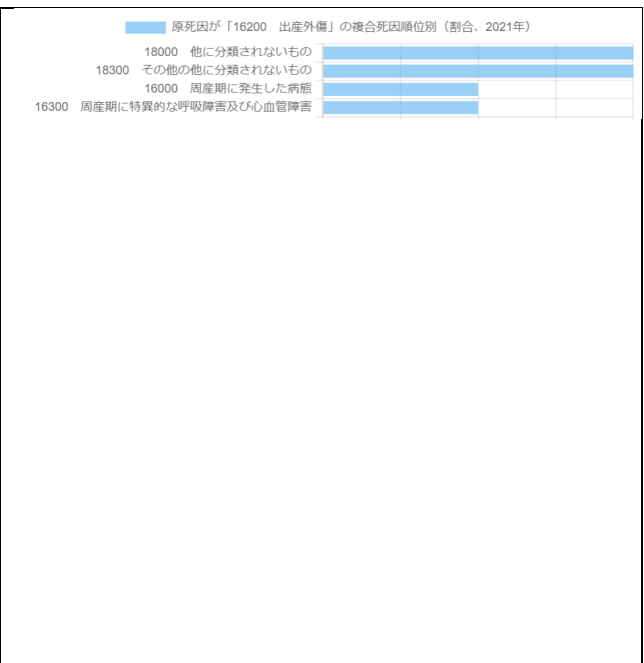 原死因が「16200　出産外傷」の複合死因順位別（割合、2021年）
18000　他に分類されないもの
18300　その他の他に分類されないもの
16000　周産期に発生した病態
16300　周産期に特異的な呼吸障害及び心血管障害